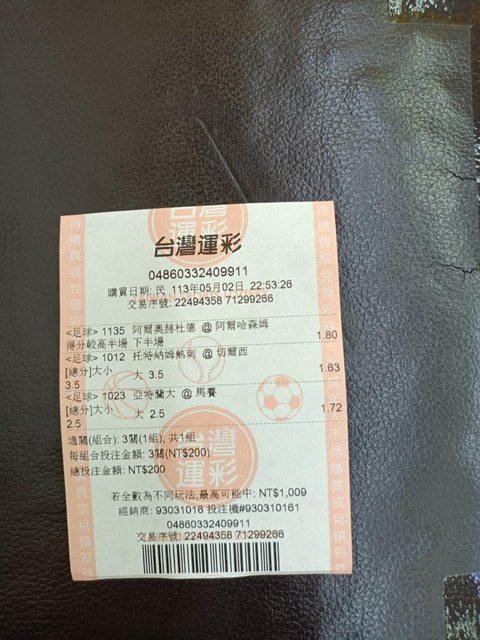 台灣運彩
04860332409911
購買日期: 民 113年05月02日 22:53:26
交易序號: 22494358 71299266
<足球> 1135 阿爾奧赫杜德 @ 阿爾哈森姆
得分較高半場 下半場 1.80
<足球> 1012 托特納姆熱刺 @ 切爾西
[總分]大小 大 3.5 1.63
3.5
<足球> 1023 亞特蘭大 @ 馬賽
[總分]大小 大 2.5 1.72
2.5
過關(組合): 3關(1組), 共1組
每組合投注金額: 3關(NT$200)
總投注金額: NT$200
台灣運彩
若全數為不同玩法,最高可能中: NT$1,009
經銷商: 93031016 投注機#930310161
04860332409911
交易序號: 22494358 71299266